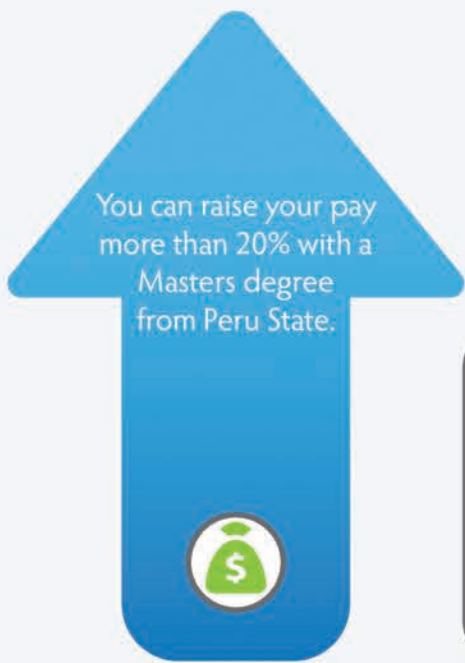 You can raise your pay
more than 20% with a
Masters degree
from Peru State.
$